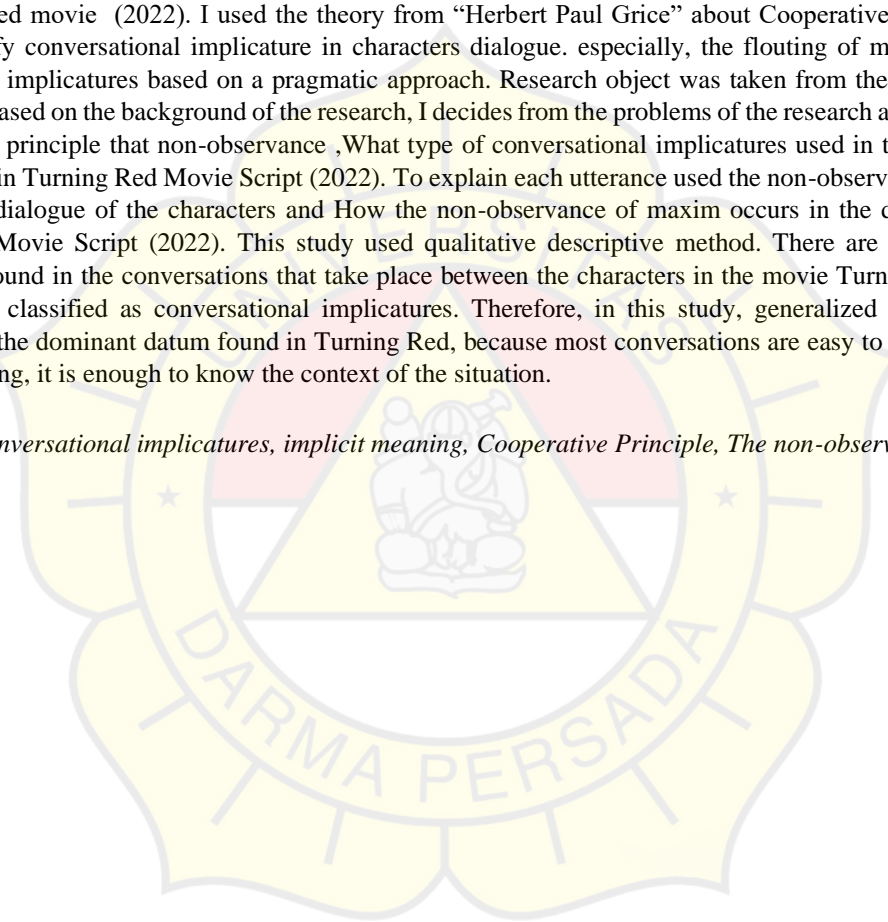 ed movie (2022). I used the theory from “Herbert Paul Grice” about Cooperative
fy conversational implicature in characters dialogue. especially, the flouting of m
implicatures based on a pragmatic approach. Research object was taken from the
ased on the background of the research, I decides from the problems of the research a
principle that non-observance ,What type of conversational implicatures used in t
in Turning Red Movie Script (2022). To explain each utterance used the non-observ
dialogue of the characters and How the non-observance of maxim occurs in the d
Movie Script (2022). This study used qualitative descriptive method. There are
ound in the conversations that take place between the characters in the movie Turn
classified as conversational implicatures. Therefore, in this study, generalized
the dominant datum found in Turning Red, because most conversations are easy to
ng, it is enough to know the context of the situation.
nversational implicatures, implicit meaning, Cooperative Principle, The non-observ
UNIVERSITAS
DARMA PERSADA